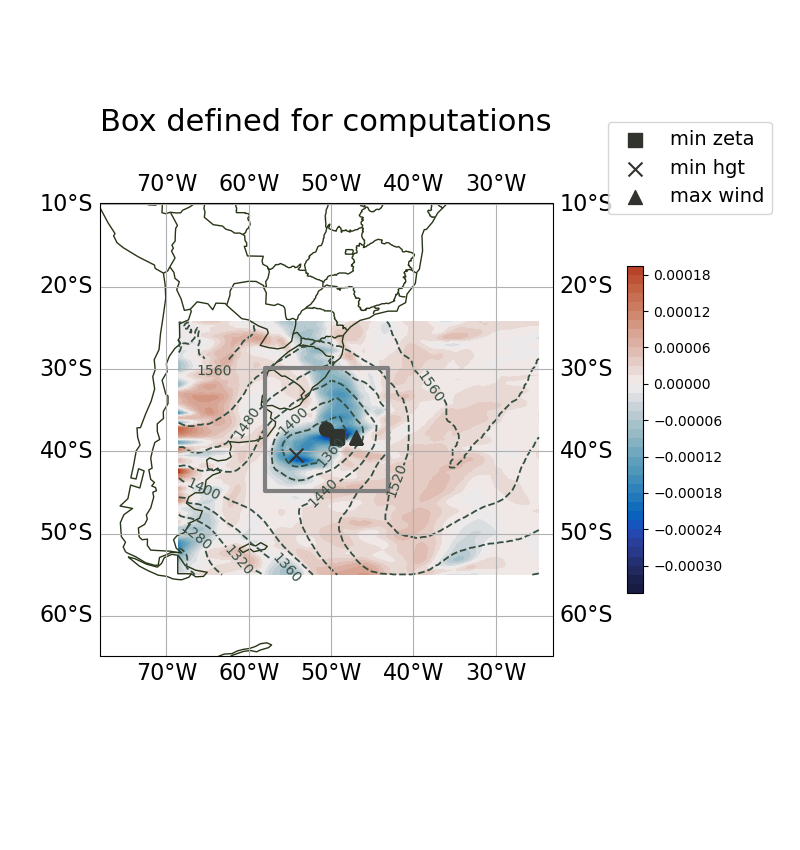 Box defined for computations
min zeta
min hgt
max wind
70°W 60°W 50°W 40°W 30°W
10°S 10°S
20°S 20°S
30°S 30°S
40°S 40°S
50°S 50°S
60°S 60°S
70°W 60°W 50°W 40°W 30°W
1560
1560
1480
1400
1360
1440
1520
1400
1280
1320
1360
0.00018
0.00012
0.00006
0.00000
−0.00006
−0.00012
−0.00018
−0.00024
−0.00030